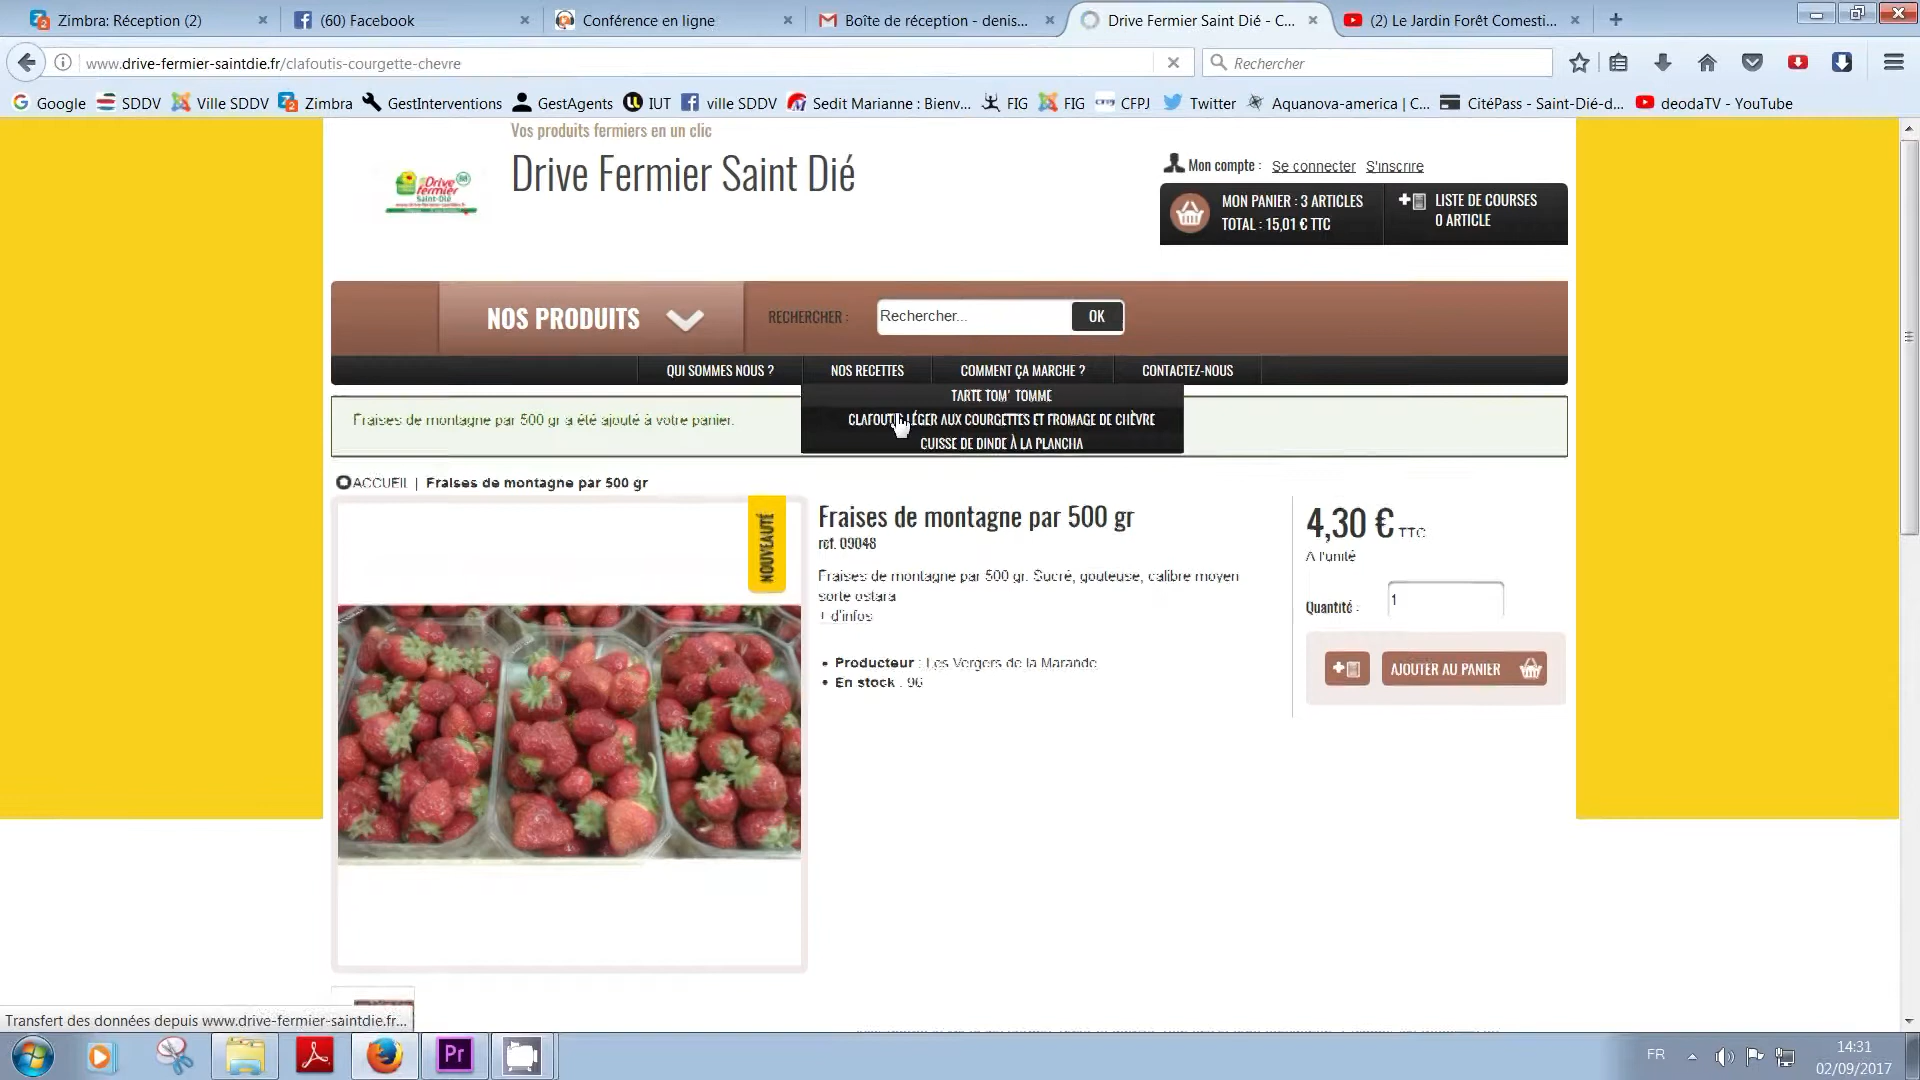 Zimbra: Réception (2)
(60) Facebook
Conférence en ligne
Boîte de réception - denis...
Drive Fermier Saint Dié - C...
(2) Le Jardin Forêt Comesti...
www.drive-fermier-saintdie.fr/clafoutis-courgette-chevre
Rechercher
Google SDDV Ville SDDV Zimbra GestInterventions GestAgents IUT ville SDDV Sedit Marianne : Bienv... FIG FIG CFPJ Twitter Aquanova-america | C... CitéPass - Saint-Dié-d... deodaTV - YouTube
Vos produits fermiers en un clic
Drive Fermier Saint Dié
Drive
fermier
Saint-Dié
Mon compte : Se connecter S'inscrire
MON PANIER : 3 ARTICLES
TOTAL : 15,01 € TTC
LISTE DE COURSES
0 ARTICLE
NOS PRODUITS
RECHERCHER :
Rechercher...
OK
QUI SOMMES NOUS ? NOS RECETTES COMMENT ÇA MARCHE ? CONTACTEZ-NOUS
TARTE TOM' TOMME
CLAFOUTIS LÉGER AUX COURGETTES ET FROMAGE DE CHÈVRE
CUISSE DE DINDE À LA PLANCHA
Fraises de montagne par 500 gr a été ajouté à votre panier.
ACCUEIL | Fraises de montagne par 500 gr
NOUVEAUTÉ
Fraises de montagne par 500 gr
ref. 09048
Fraises de montagne par 500 gr. Sucré, gouteuse, calibre moyen
sorte ostara
+ d'infos
• Producteur : Les Vergers de la Marande
• En stock : 96
4,30 € TTC
A l'unité
Quantité : 1
AJOUTER AU PANIER
Transfert des données depuis www.drive-fermier-saintdie.fr...
Pr
FR
14:31
02/09/2017